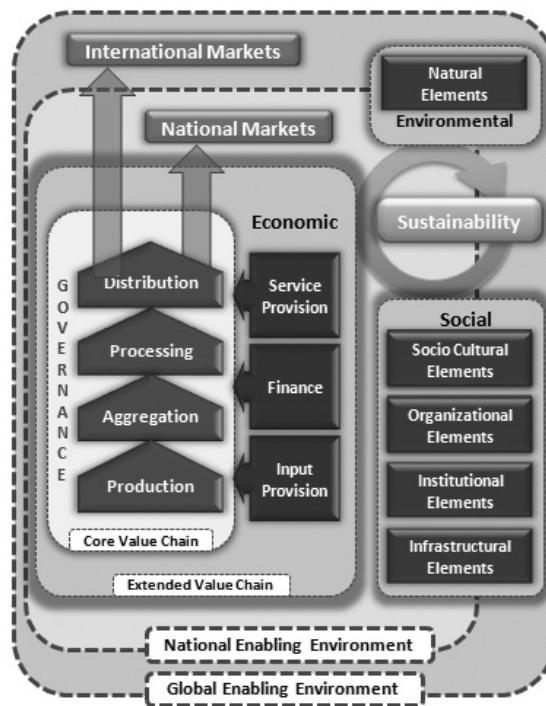 International Markets
National Markets
Natural
Elements
Environmental
Sustainability
Economic
GOVERNANCE
Distribution
Processing
Aggregation
Production
Service
Provision
Finance
Input
Provision
Core Value Chain
Extended Value Chain
Social
Socio Cultural
Elements
Organizational
Elements
Institutional
Elements
Infrastructural
Elements
National Enabling Environment
Global Enabling Environment